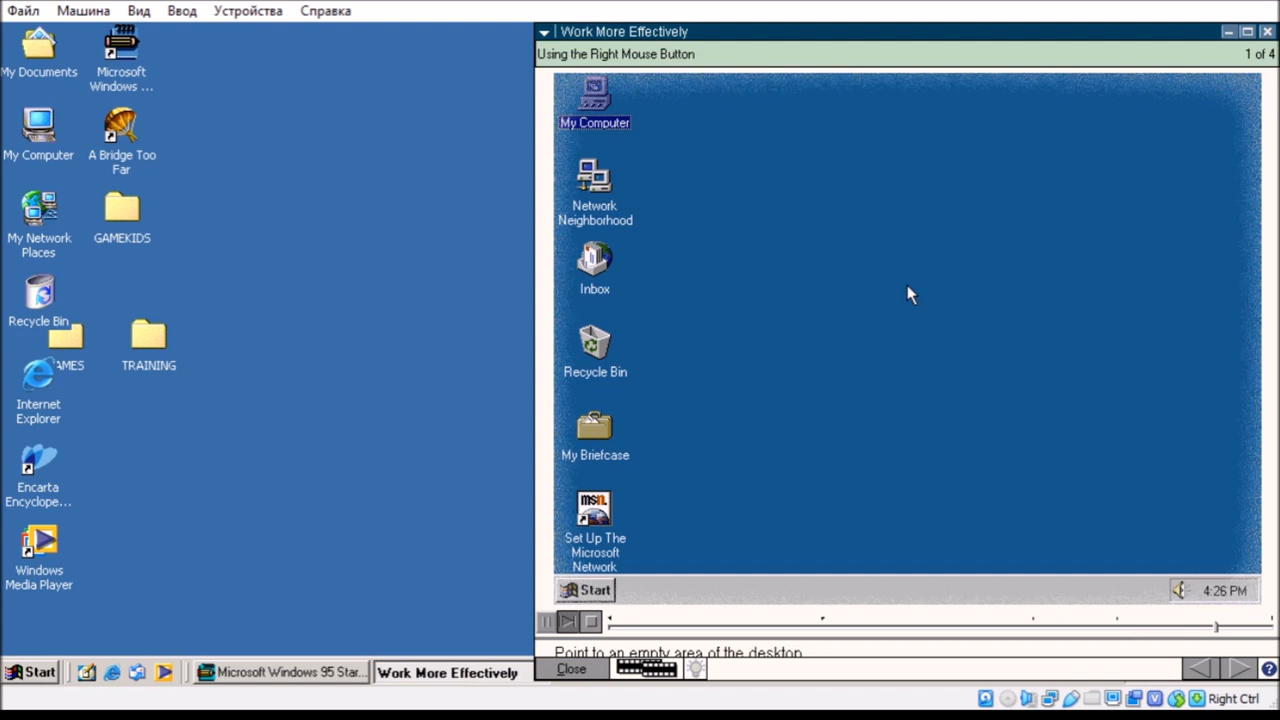 Файл Машина Вид Ввод Устройства Справка
My Documents
Microsoft
Windows ...
My Computer
A Bridge Too
Far
My Network
Places
GAMEKIDS
Recycle Bin
AMES
TRAINING
Internet
Explorer
Encarta
Encyclope...
Windows
Media Player
Work More Effectively
Using the Right Mouse Button 1 of 4
My Computer
Network
Neighborhood
Inbox
Recycle Bin
My Briefcase
msn.
Set Up The
Microsoft
Network
Start 4:26 PM
Point to an empty area of the desktop
Close
Start Microsoft Windows 95 Star... Work More Effectively
Right Ctrl